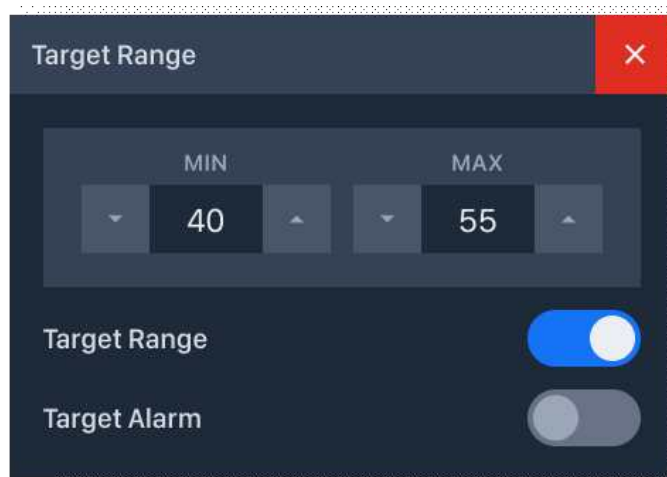 Target Range
MIN MAX
40 55
Target Range
Target Alarm